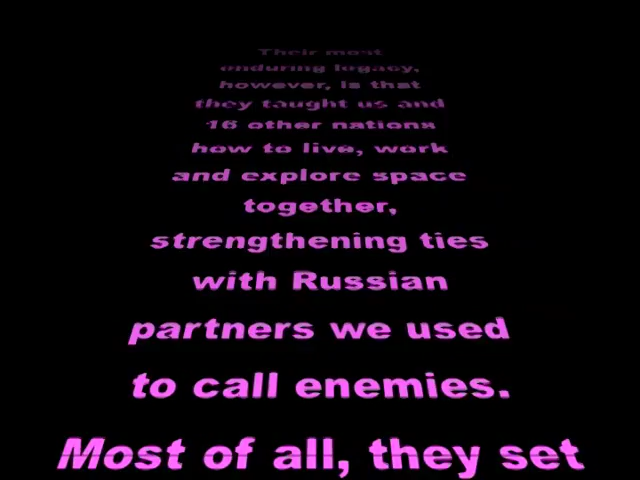 Their most
enduring legacy,
however, is that
they taught us and
16 other nations
how to live, work
and explore space
together,
strengthening ties
with Russian
partners we used
to call enemies.
Most of all, they set